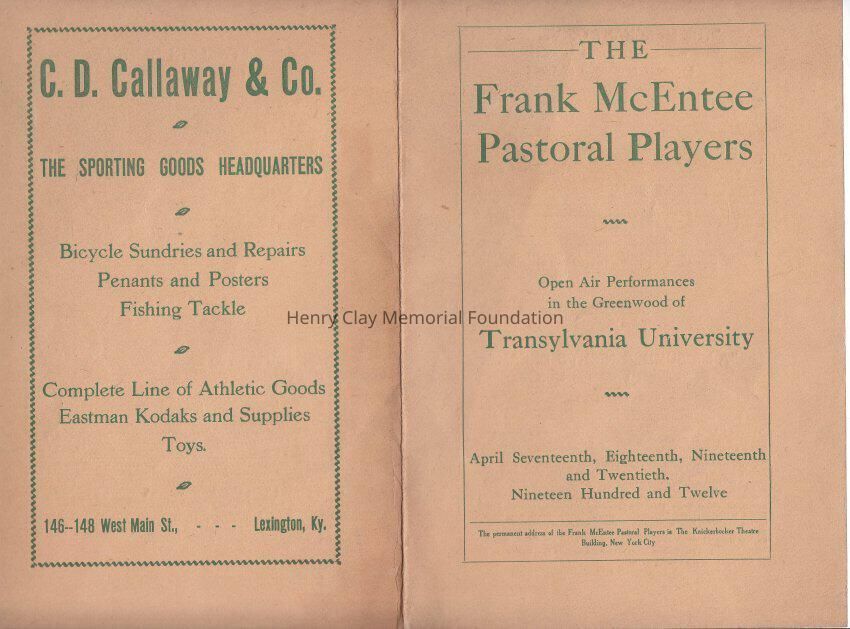 C. D. Callaway & Co.
THE SPORTING GOODS HEADQUARTERS
Bicycle Sundries and Repairs
Penants and Posters
Fishing Tackle
Complete Line of Athletic Goods
Eastman Kodaks and Supplies
Toys.
146--148 West Main St., - - - Lexington, Ky.
THE
Frank McEntee
Pastoral Players
Open Air Performances
in the Greenwood of
Transylvania University
April Seventeenth, Eighteenth, Nineteenth
and Twentieth.
Nineteen Hundred and Twelve
The permanent address of the Frank McEntee Pastoral Players is The Knickerbocker Theatre
Building, New York City
Henry Clay Memorial Foundation